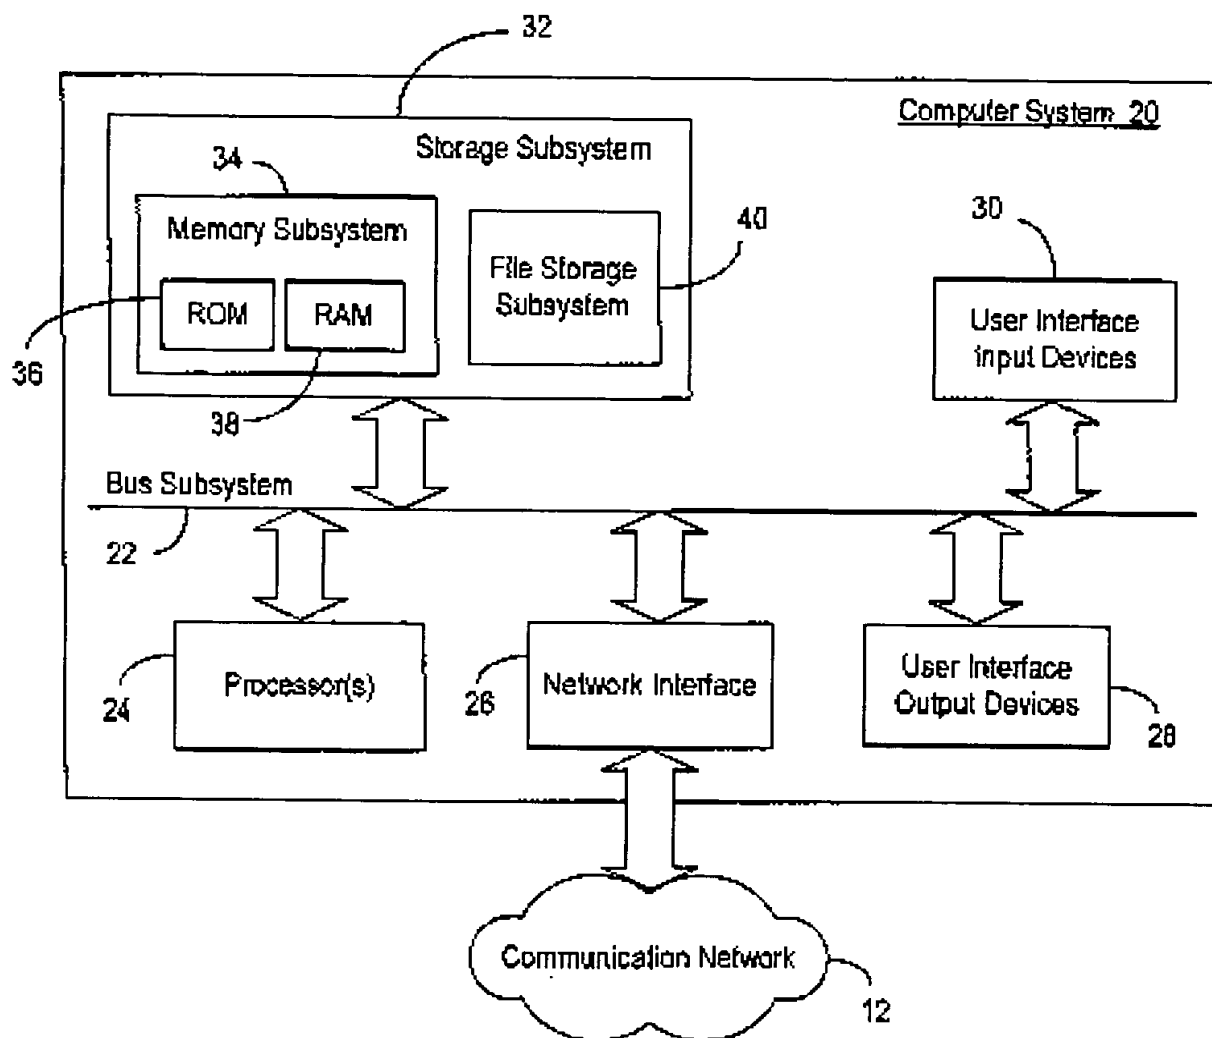 32
Computer System 20
Storage Subsystem
34
Memory Subsystem
ROM
RAM
36
38
File Storage
Subsystem
40
30
User Interface
Input Devices
Bus Subsystem
22
Processor(s)
24
Network Interface
26
User Interface
Output Devices
28
Communication Network
12